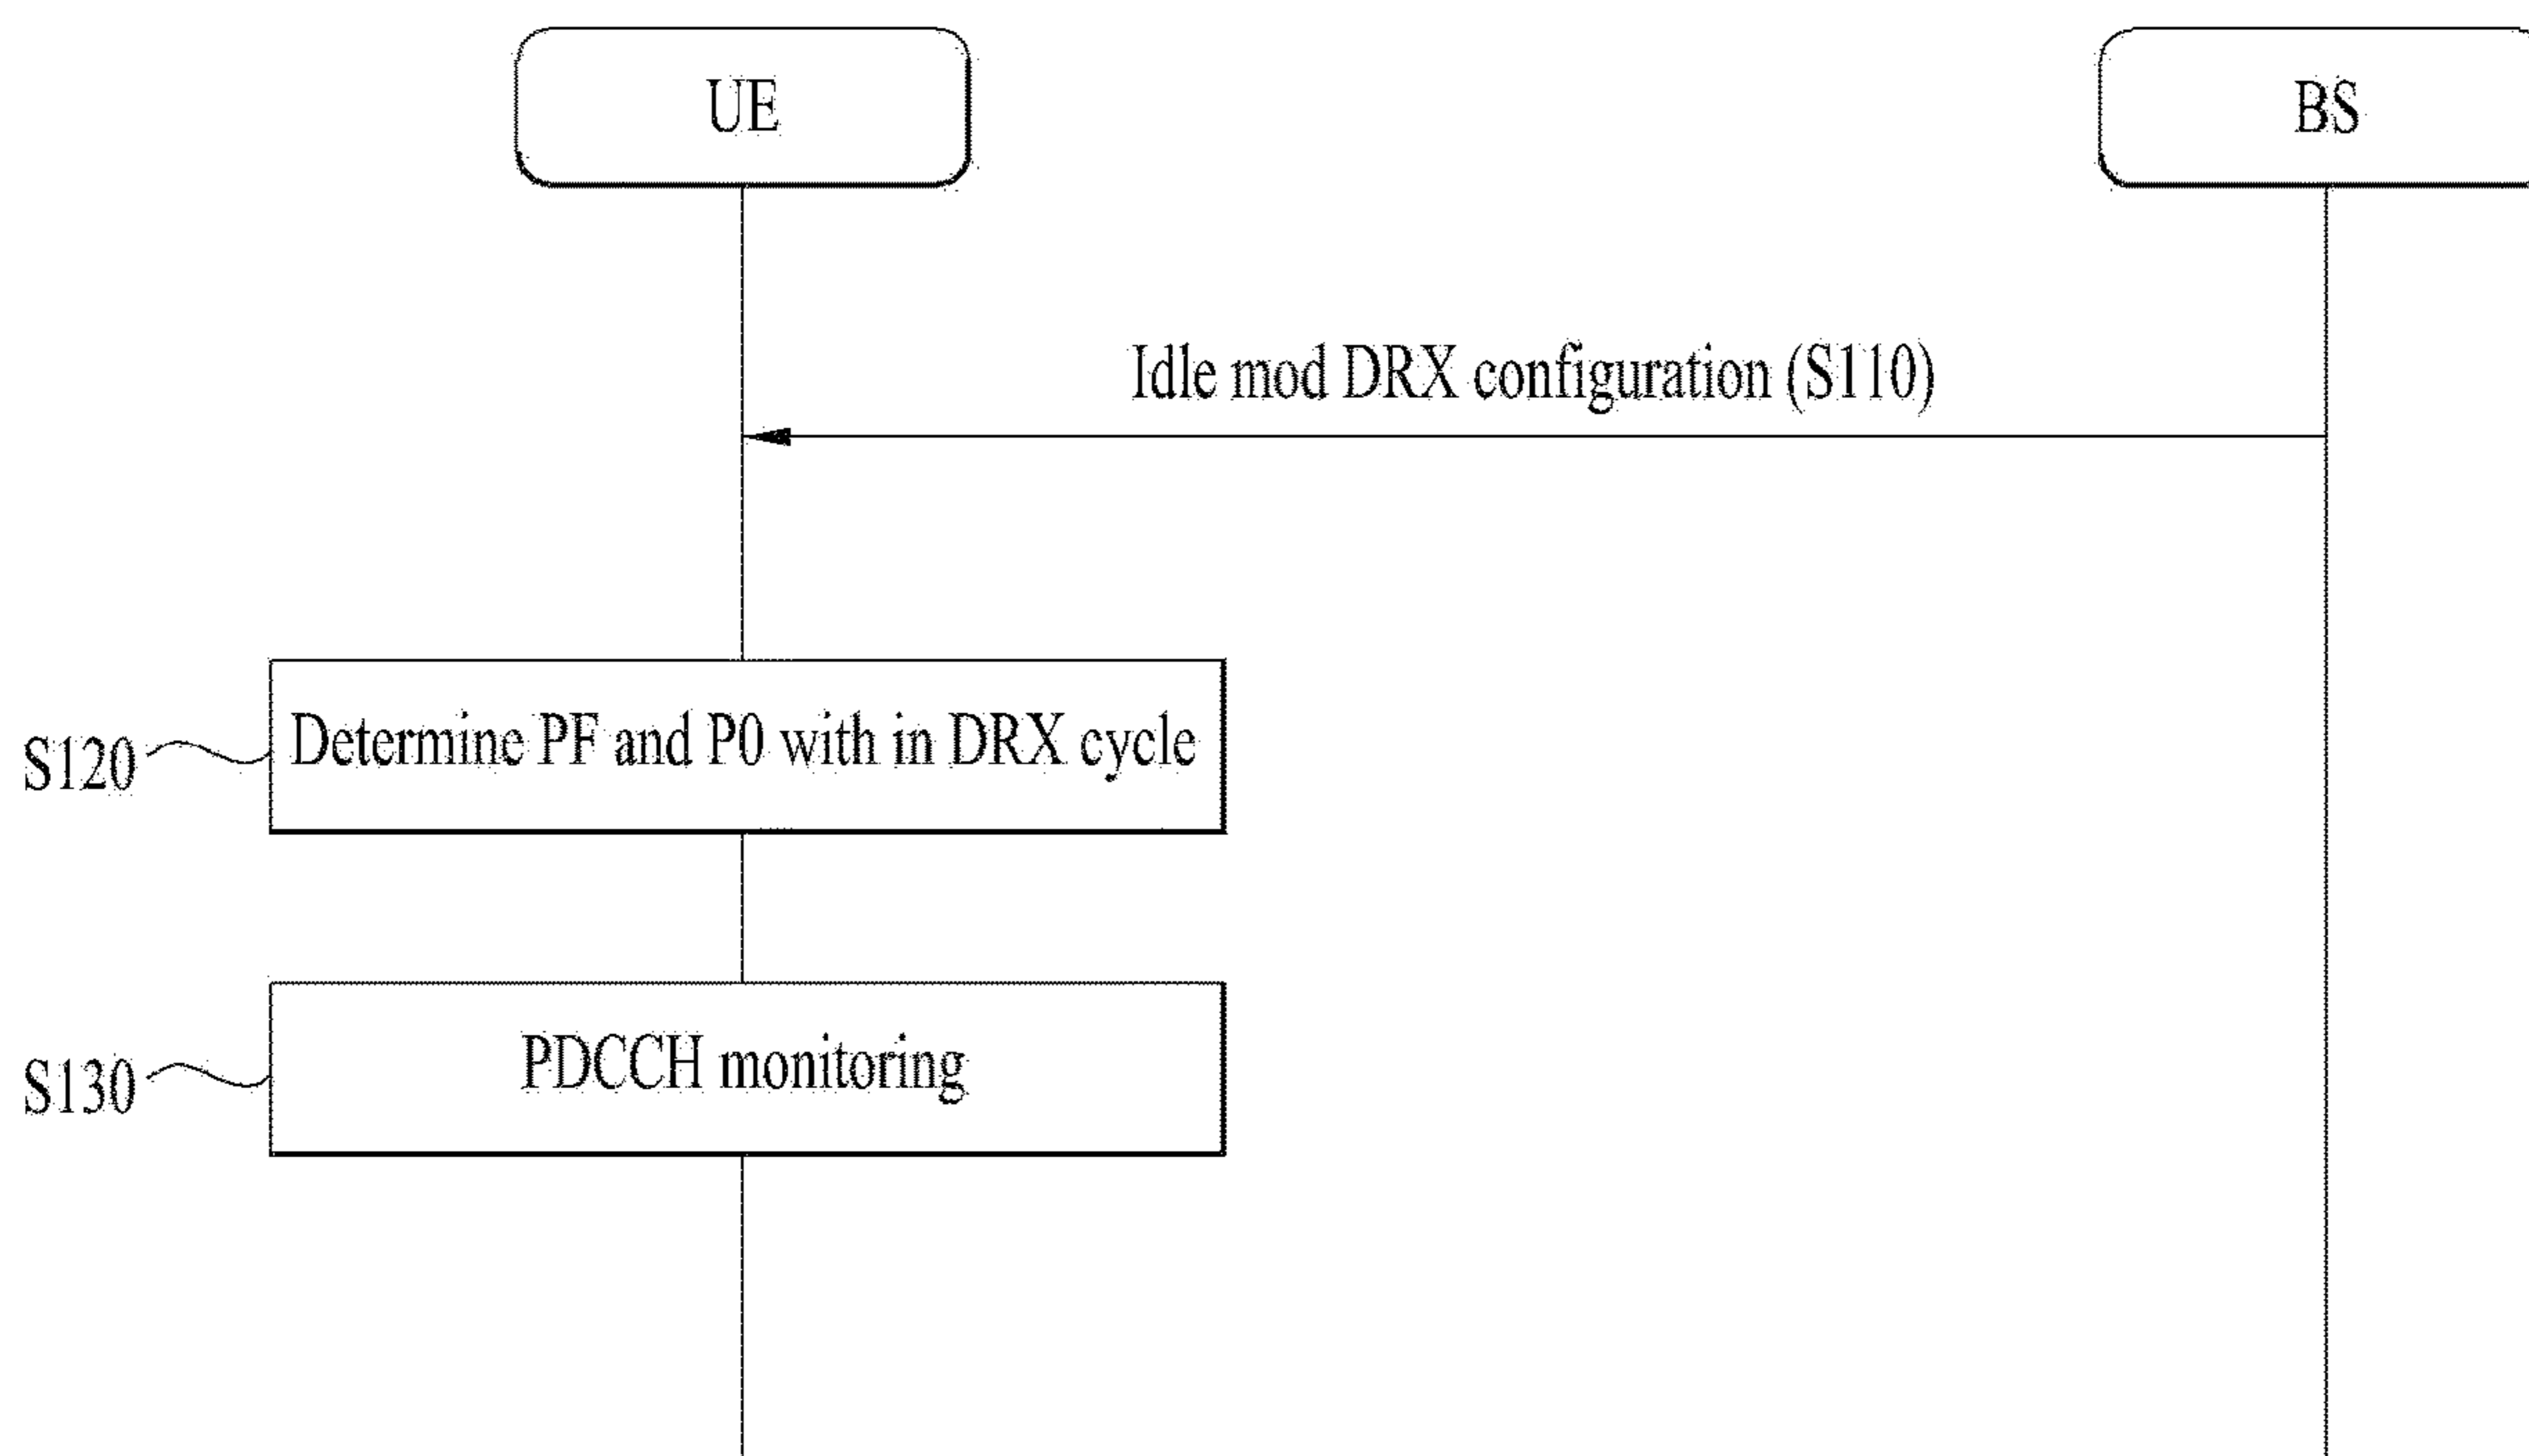 UE
BS
Idle mod DRX configuration (S110)
S120
Determine PF and P0 with in DRX cycle
S130
PDCCH monitoring